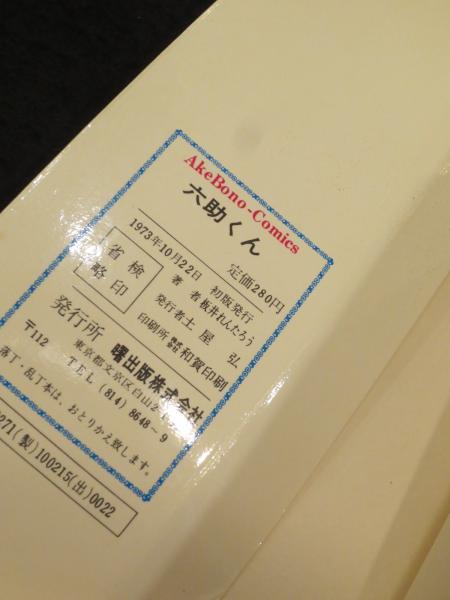 AkeBono-Comics
六助くん
定価280円
1973年10月22日 初版発行
著者 板井れんたろう
発行者 土屋弘
印刷所 和賀印刷
検印
省略
発行所 曙出版株式会社
〒112 東京都文京区白山2-
TEL (814) 8648~9
落丁・乱丁本は、おとりかえ致します。
271(製)100215(出)0022